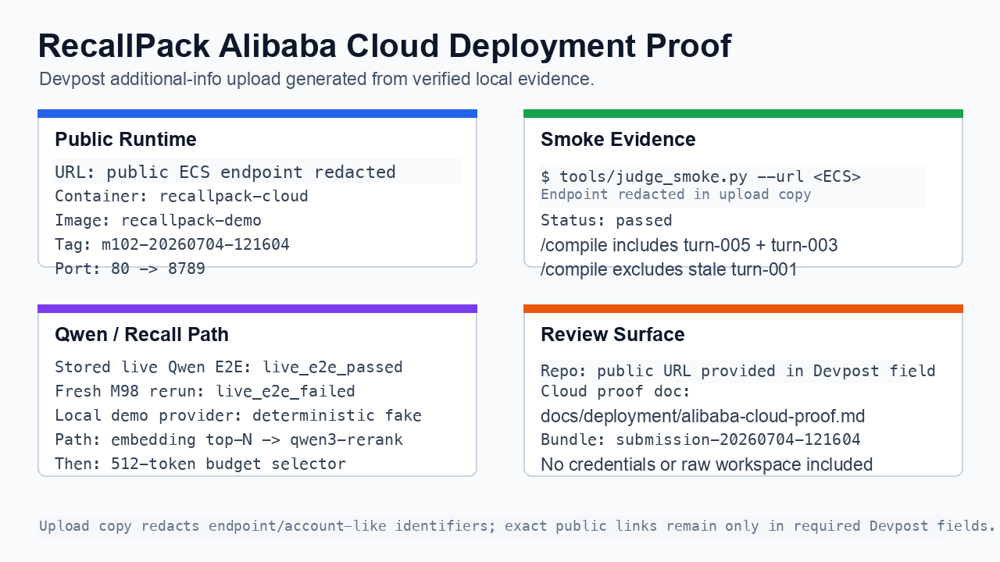 RecallPack Alibaba Cloud Deployment Proof
Devpost additional-info upload generated from verified local evidence.
Public Runtime
URL: public ECS endpoint redacted
Container: recallpack-cloud
Image: recallpack-demo
Tag: m102-20260704-121604
Port: 80 -> 8789
Smoke Evidence
$ tools/judge_smoke.py --url <ECS>
Endpoint redacted in upload copy
Status: passed
/compile includes turn-005 + turn-003
/compile excludes stale turn-001
Qwen / Recall Path
Stored live Qwen E2E: live_e2e_passed
Fresh M98 rerun: live_e2e_failed
Local demo provider: deterministic fake
Path: embedding top-N -> qwen3-rerank
Then: 512-token budget selector
Review Surface
Repo: public URL provided in Devpost field
Cloud proof doc:
docs/deployment/alibaba-cloud-proof.md
Bundle: submission-20260704-121604
No credentials or raw workspace included
Upload copy redacts endpoint/account-like identifiers; exact public links remain only in required Devpost fields.